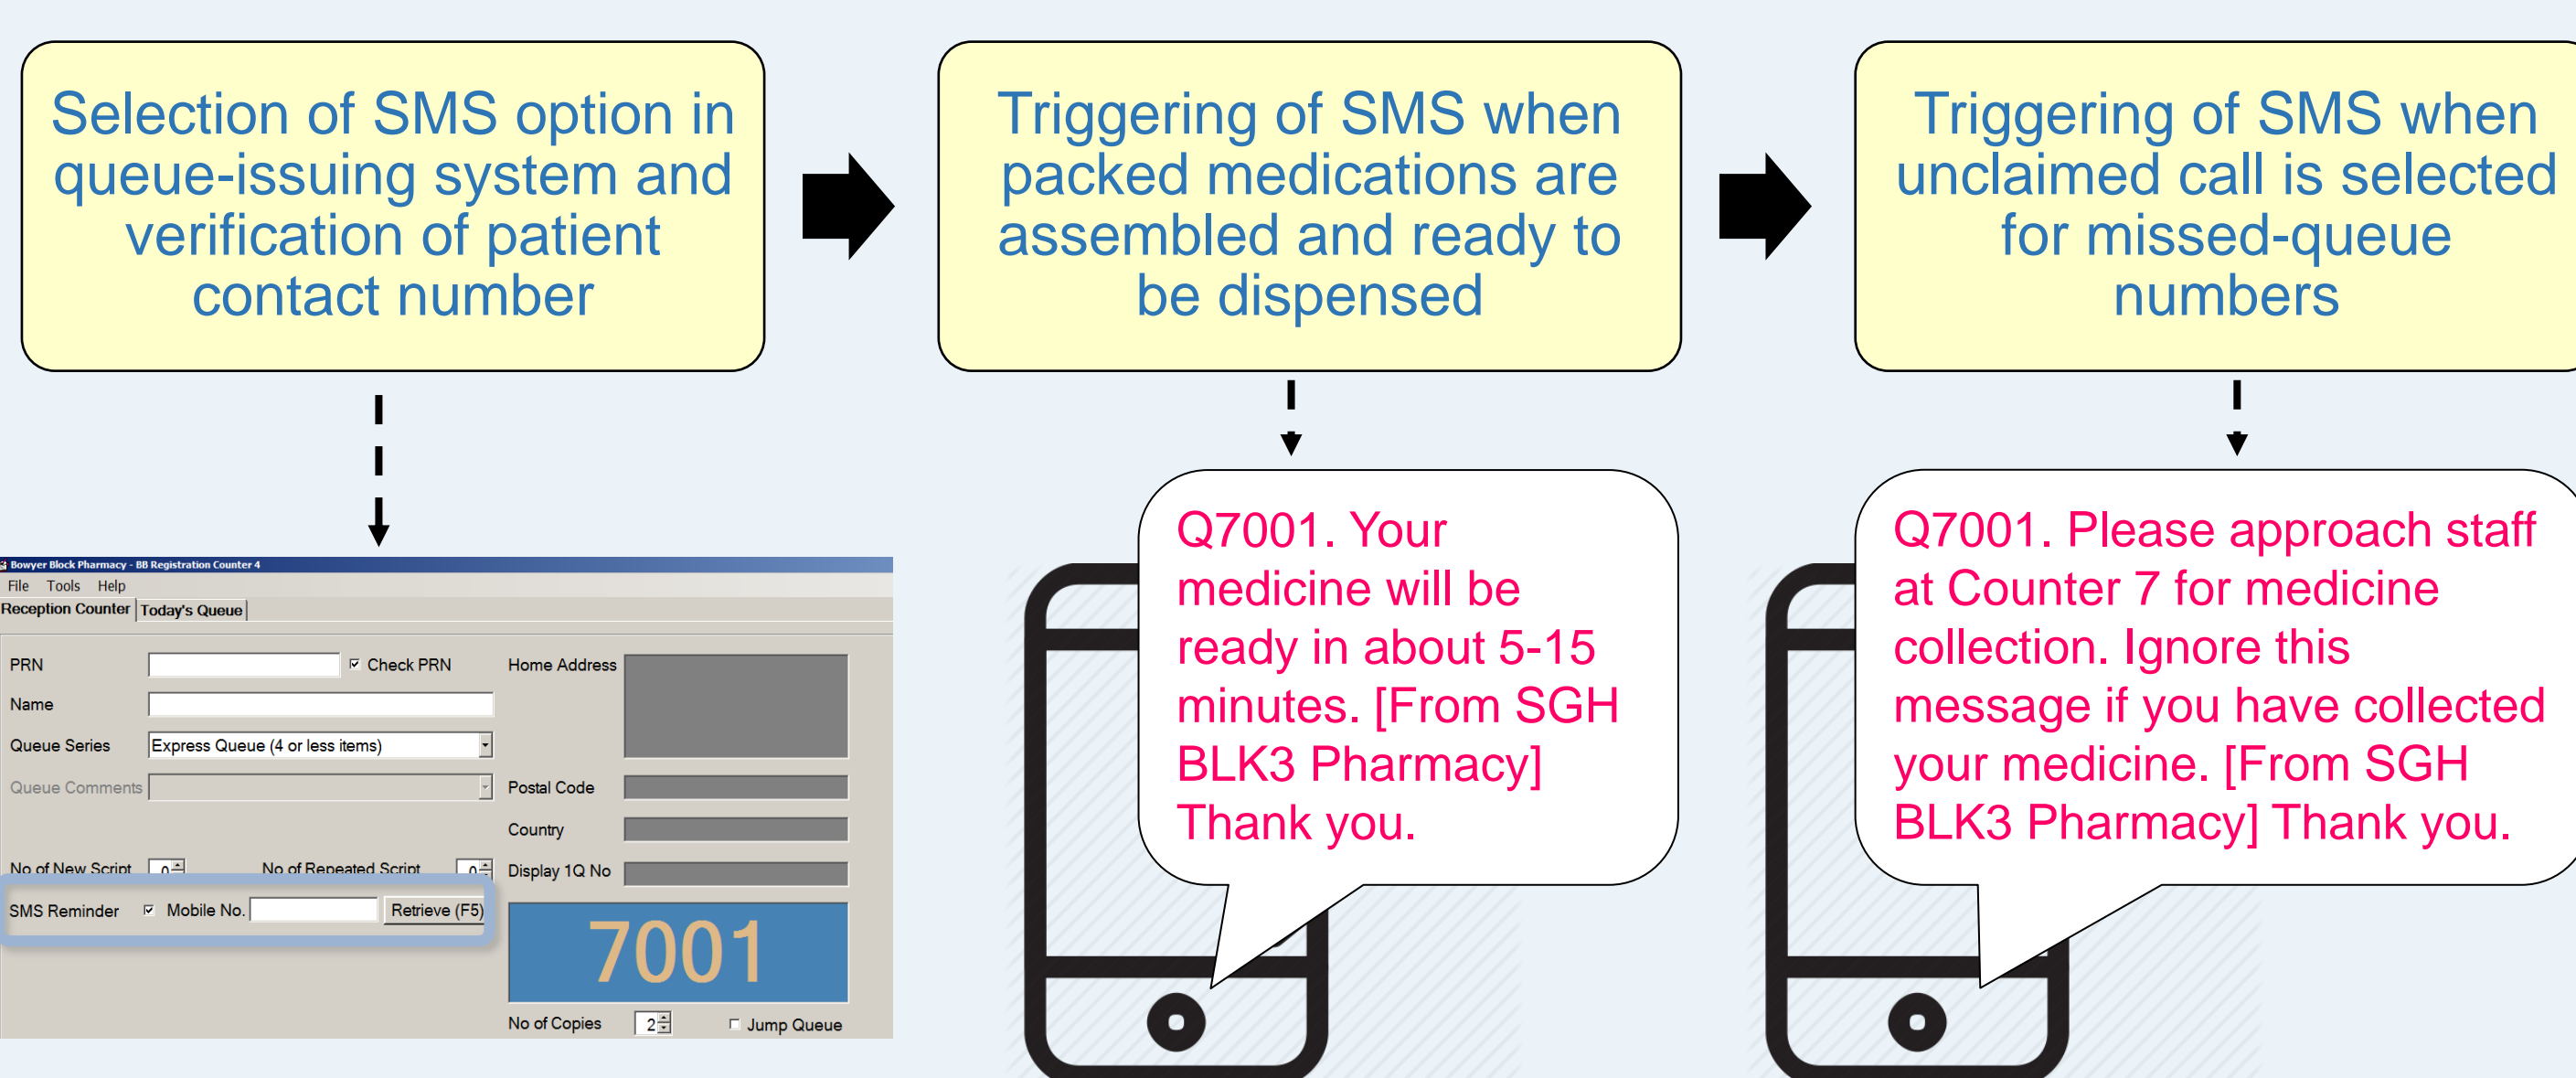 Selection of SMS option in
queue-issuing system and
verification of patient
contact number
Triggering of SMS when
packed medications are
assembled and ready to
be dispensed
Triggering of SMS when
unclaimed call is selected
for missed-queue
numbers
Bowyer Block Pharmacy - BB Registration Counter 4
File Tools Help
Reception Counter Today's Queue
PRN Check PRN Home Address
Name
Queue Series Express Queue (4 or less items)
Queue Comments Postal Code
Country
No of New Script 0 No of Repeated Script 0 Display 1Q No
SMS Reminder Mobile No. Retrieve (F5)
7001
No of Copies 2 Jump Queue
Q7001. Your
medicine will be
ready in about 5-15
minutes. [From SGH
BLK3 Pharmacy]
Thank you.
Q7001. Please approach staff
at Counter 7 for medicine
collection. Ignore this
message if you have collected
your medicine. [From SGH
BLK3 Pharmacy] Thank you.